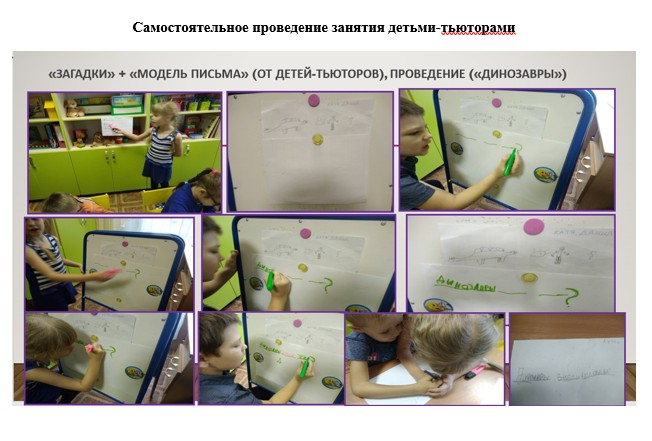 Самостоятельное проведение занятия детьми-тьюторами
«ЗАГАДКИ» + «МОДЕЛЬ ПИСЬМА» (ОТ ДЕТЕЙ-ТЬЮТОРОВ), ПРОВЕДЕНИЕ («ДИНОЗАВРЫ»)
ДИНОЗАВРЫ ?